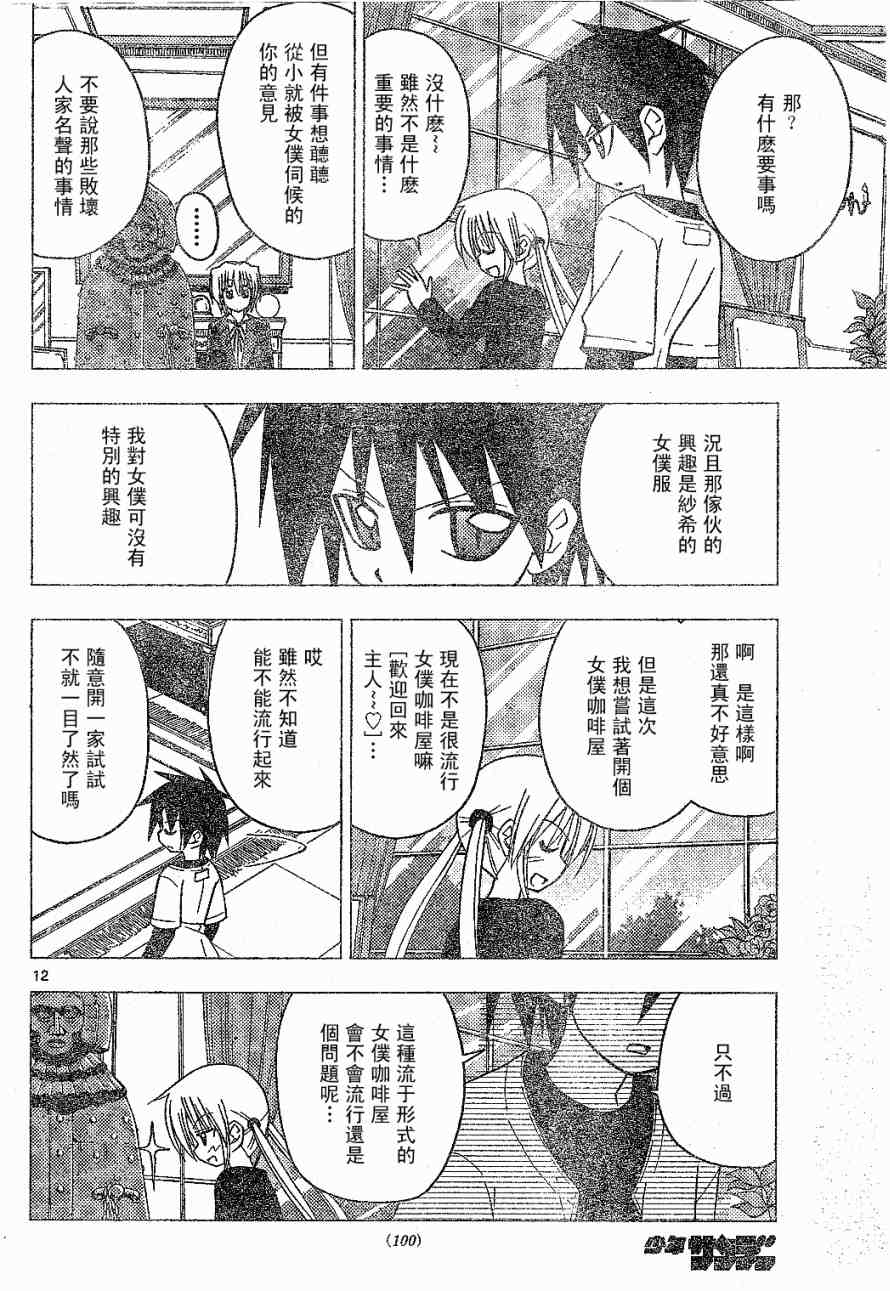 那？
有什麽要事嗎
沒什麽~~
雖然不是什麽
重要的事情…
但有件事想聽聽
從小就被女僕伺候的
你的意見
……
不要說那些敗壞
人家名聲的事情
況且那傢伙的
興趣是紗希的
女僕服
我對女僕可沒有
特別的興趣
啊 是這樣啊
那還真不好意思
但是這次
我想嘗試著開個
女僕咖啡屋
現在不是很流行
女僕咖啡屋嘛
[歡迎回來
主人~~♡]…
哎
雖然不知道
能不能流行起來
隨意開一家試試
不就一目了然了嗎
12
只不過
這種流于形式的
女僕咖啡屋
會不會流行還是
個問題呢…
(100)
少年サンデー